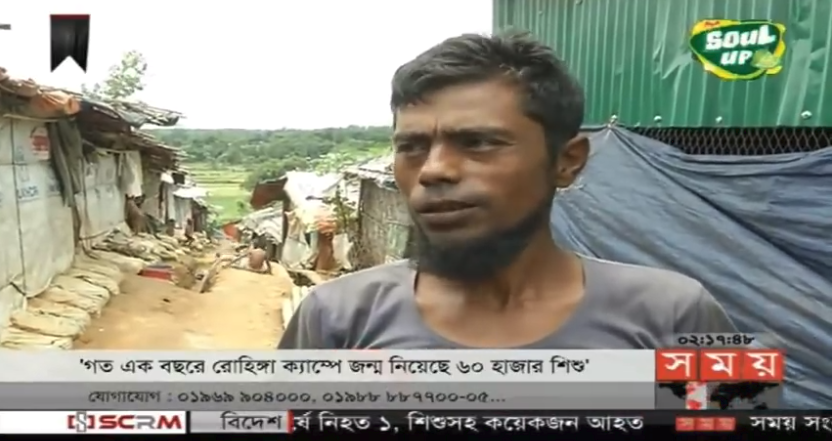 SOUL UP
০২:১৭:৪৮
'গত এক বছরে রোহিঙ্গা ক্যাম্পে জন্ম নিয়েছে ৬০ হাজার শিশু'
সময়
যোগাযোগ : ০১৯৬৯ ৯০৪০০০, ০১৯৮৮ ৮৮৭৭০০-০৫...
SCRM বিদেশ র্ষে নিহত ১, শিশুসহ কয়েকজন আহত সময় সময় সং